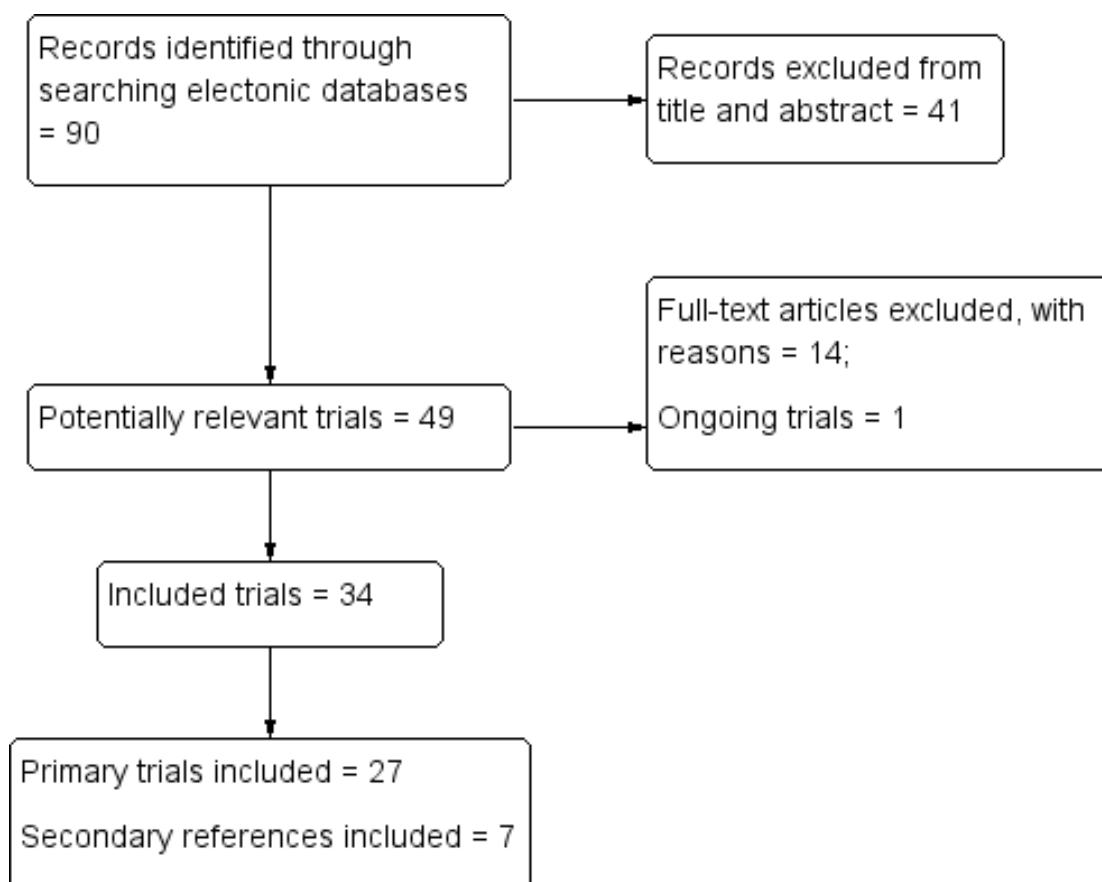 Records identified through
searching electonic databases
= 90
Records excluded from
title and abstract = 41
Full-text articles excluded, with
reasons = 14;
Ongoing trials = 1
Potentially relevant trials = 49
Included trials = 34
Primary trials included = 27
Secondary references included = 7